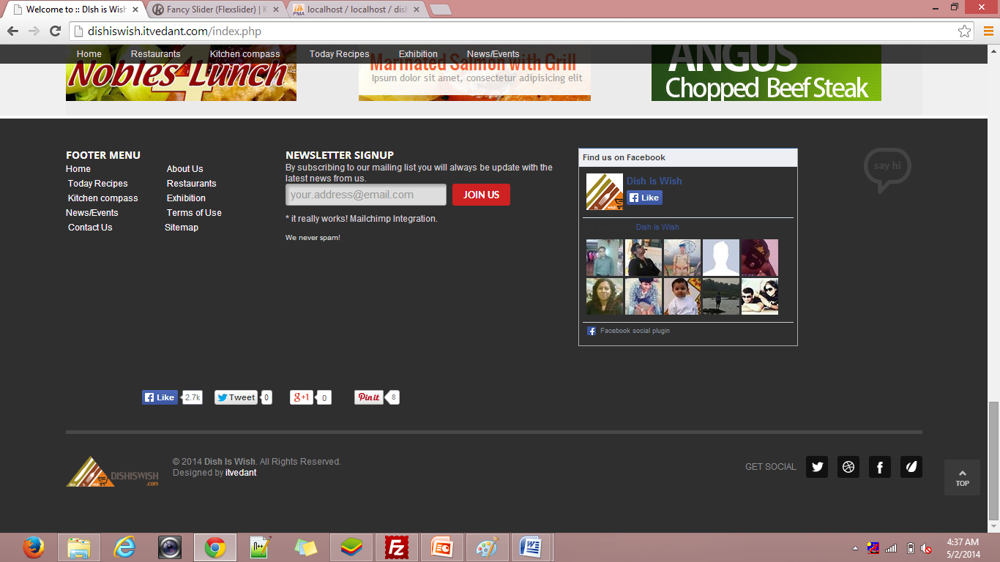 Welcome to :: DIsh is Wish
Fancy Slider (Flexslider) | K
localhost / localhost / dish
dishiswish.itvedant.com/index.php
Home Restaurants Kitchen compass Today Recipes Exhibition News/Events
Nobles Lunch
4
Marinated Salmon with Grill
Ipsum dolor sit amet, consectetur adipisicing elit
ANGUS
Chopped Beef Steak
FOOTER MENU
Home About Us
Today Recipes Restaurants
Kitchen compass Exhibition
News/Events Terms of Use
Contact Us Sitemap
NEWSLETTER SIGNUP
By subscribing to our mailing list you will always be update with the
latest news from us.
your.address@email.com JOIN US
* it really works! Mailchimp Integration.
We never spam!
Find us on Facebook
Dish is Wish
Like
Dish is Wish
Facebook social plugin
say hi
Like 2.7k Tweet 0 g+1 0 Pin it 8
DISHISWISH
.com
© 2014 Dish Is Wish. All Rights Reserved.
Designed by itvedant
GET SOCIAL
TOP
4:37 AM
5/2/2014